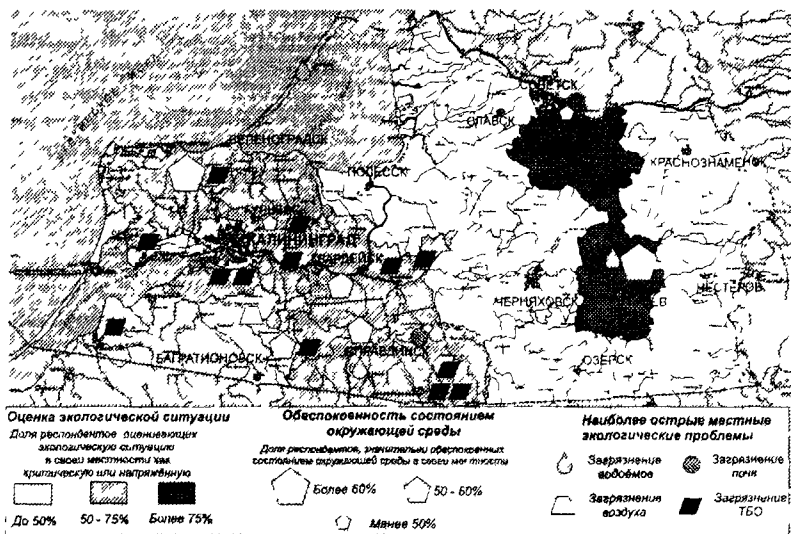 СЛАВСК
КРАСНОЗНАМЕНСК
ПОЛЕССК
КАЛИНИНГРАД
ЧЕРНЯХОВСК
НЕСТЕРОВ
БАГРАТИОНОВСК
ПРАВДИНСК
ОЗЕРСК
Оценка экологической ситуации
Доля респондентов оценивающих
экологическую ситуацию
в своей местности как
критическую или напряжённую
До 50%
50 - 75%
Более 75%
Обеспокоенность состоянием
окружающей среды
Доля респондентов, значительно обеспокоенных
состоянием окружающей среды в своей местности
Более 60%
50 - 60%
Менее 50%
Наиболее острые местные
экологические проблемы
Загрязнение
водоёмов
Загрязнение
почв
Загрязнение
воздуха
Загрязнение
ТБО